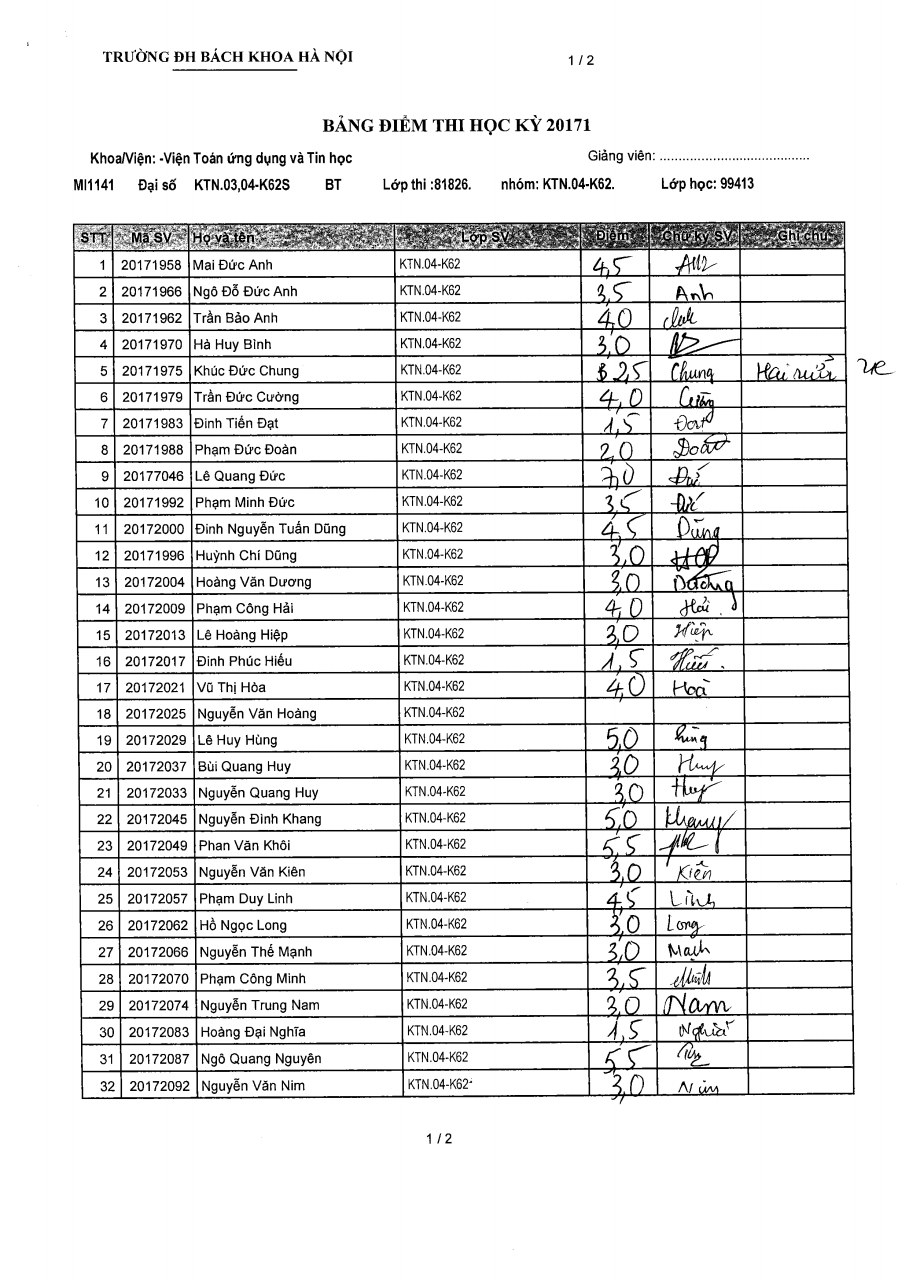 TRƯỜNG ĐH BÁCH KHOA HÀ NỘI 1 / 2
BẢNG ĐIỂM THI HỌC KỲ 20171
Khoa/Viện: -Viện Toán ứng dụng và Tin học Giảng viên: ........................................
MI1141 Đại số KTN.03,04-K62S BT Lớp thi :81826. nhóm: KTN.04-K62. Lớp học: 99413
STT Mã SV Họ và tên Lớp SV Điểm Chữ ký SV Ghi chú
1 20171958 Mai Đức Anh KTN.04-K62 4,5
2 20171966 Ngô Đỗ Đức Anh KTN.04-K62 3,5 Anh
3 20171962 Trần Bảo Anh KTN.04-K62 4,0
4 20171970 Hà Huy Bình KTN.04-K62 3,0
5 20171975 Khúc Đức Chung KTN.04-K62 2,5 Chung Hai rưỡi
6 20171979 Trần Đức Cường KTN.04-K62 4,0 Cường
7 20171983 Đinh Tiến Đạt KTN.04-K62 1,5 Đạt
8 20171988 Phạm Đức Đoàn KTN.04-K62 2,0 Đoàn
9 20177046 Lê Quang Đức KTN.04-K62 7,0 Đức
10 20171992 Phạm Minh Đức KTN.04-K62 3,5 Đức
11 20172000 Đinh Nguyễn Tuấn Dũng KTN.04-K62 4,5 Dũng
12 20171996 Huỳnh Chí Dũng KTN.04-K62 3,0
13 20172004 Hoàng Văn Dương KTN.04-K62 3,0 Dương
14 20172009 Phạm Công Hải KTN.04-K62 4,0 Hải
15 20172013 Lê Hoàng Hiệp KTN.04-K62 3,0 Hiệp
16 20172017 Đinh Phúc Hiếu KTN.04-K62 1,5 Hiếu
17 20172021 Vũ Thị Hòa KTN.04-K62 4,0 Hoà
18 20172025 Nguyễn Văn Hoàng KTN.04-K62
19 20172029 Lê Huy Hùng KTN.04-K62 5,0 hùng
20 20172037 Bùi Quang Huy KTN.04-K62 3,0 Huy
21 20172033 Nguyễn Quang Huy KTN.04-K62 3,0 Huy
22 20172045 Nguyễn Đình Khang KTN.04-K62 5,0 khang
23 20172049 Phan Văn Khôi KTN.04-K62 5,5
24 20172053 Nguyễn Văn Kiên KTN.04-K62 3,0 Kiên
25 20172057 Phạm Duy Linh KTN.04-K62 4,5 Linh
26 20172062 Hồ Ngọc Long KTN.04-K62 3,0 Long
27 20172066 Nguyễn Thế Mạnh KTN.04-K62 3,0 Mạnh
28 20172070 Phạm Công Minh KTN.04-K62 3,5 Minh
29 20172074 Nguyễn Trung Nam KTN.04-K62 3,0 Nam
30 20172083 Hoàng Đại Nghĩa KTN.04-K62 1,5 Nghĩa
31 20172087 Ngô Quang Nguyên KTN.04-K62 5,5
32 20172092 Nguyễn Văn Nim KTN.04-K62 3,0 Nim
1 / 2